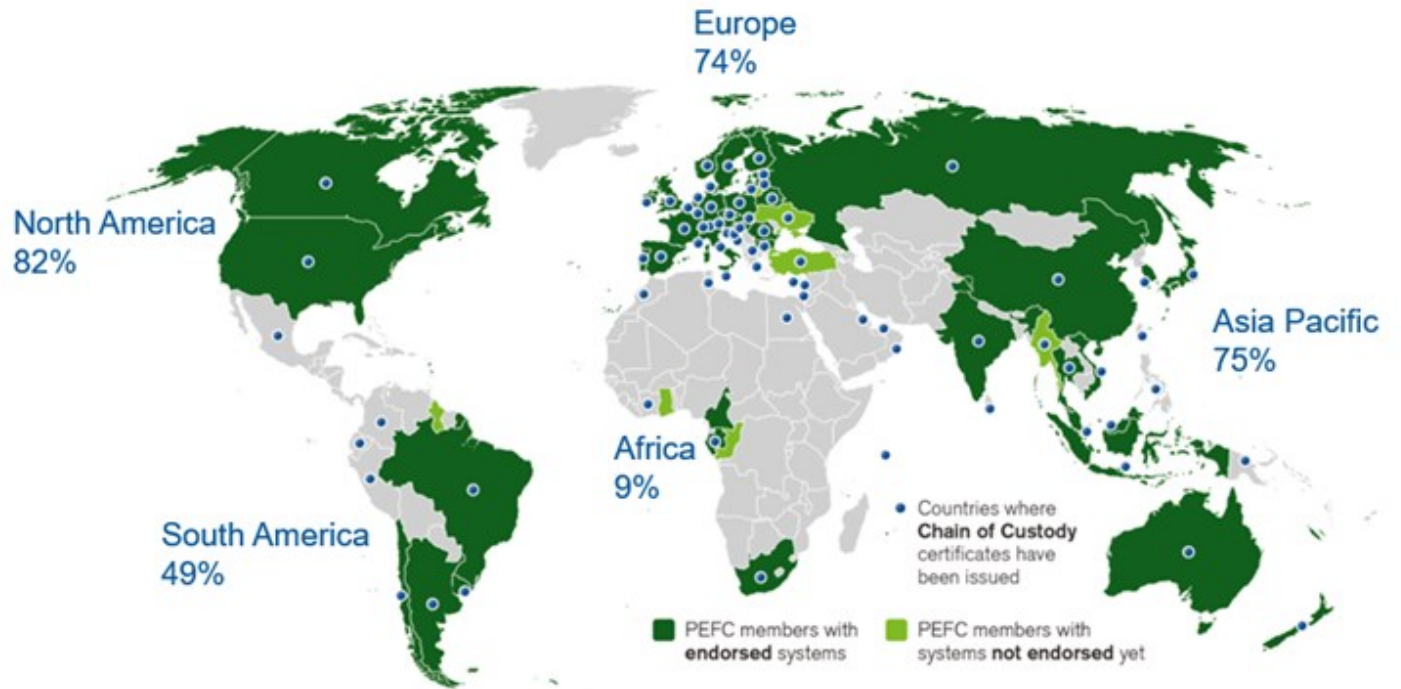 Europe
74%
North America
82%
Asia Pacific
75%
Africa
9%
South America
49%
Countries where
Chain of Custody
certificates have
been issued
PEFC members with
endorsed systems
PEFC members with
systems not endorsed yet